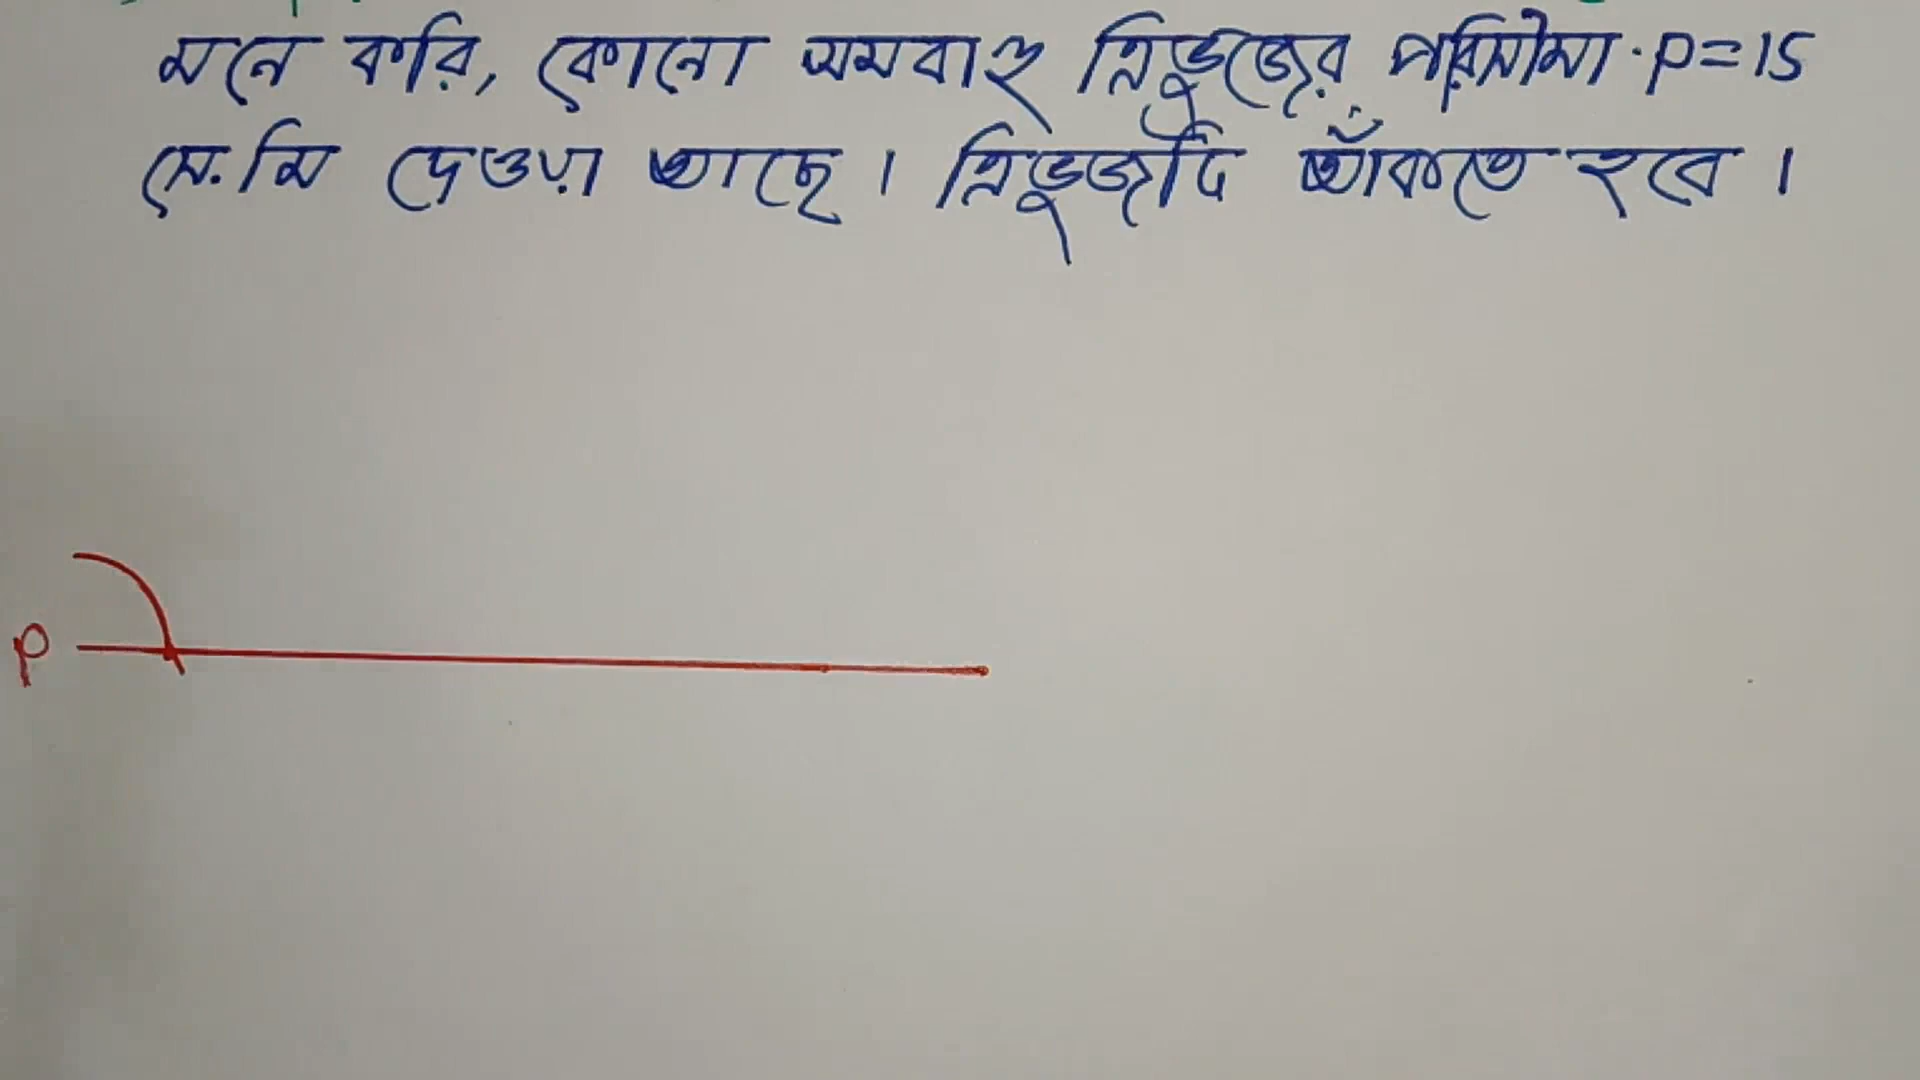 মনে করি, কোনো সমবাহু ত্রিভুজের পরিসীমা P=15
সে.মি দেওয়া আছে। ত্রিভুজটি আঁকতে হবে।
P